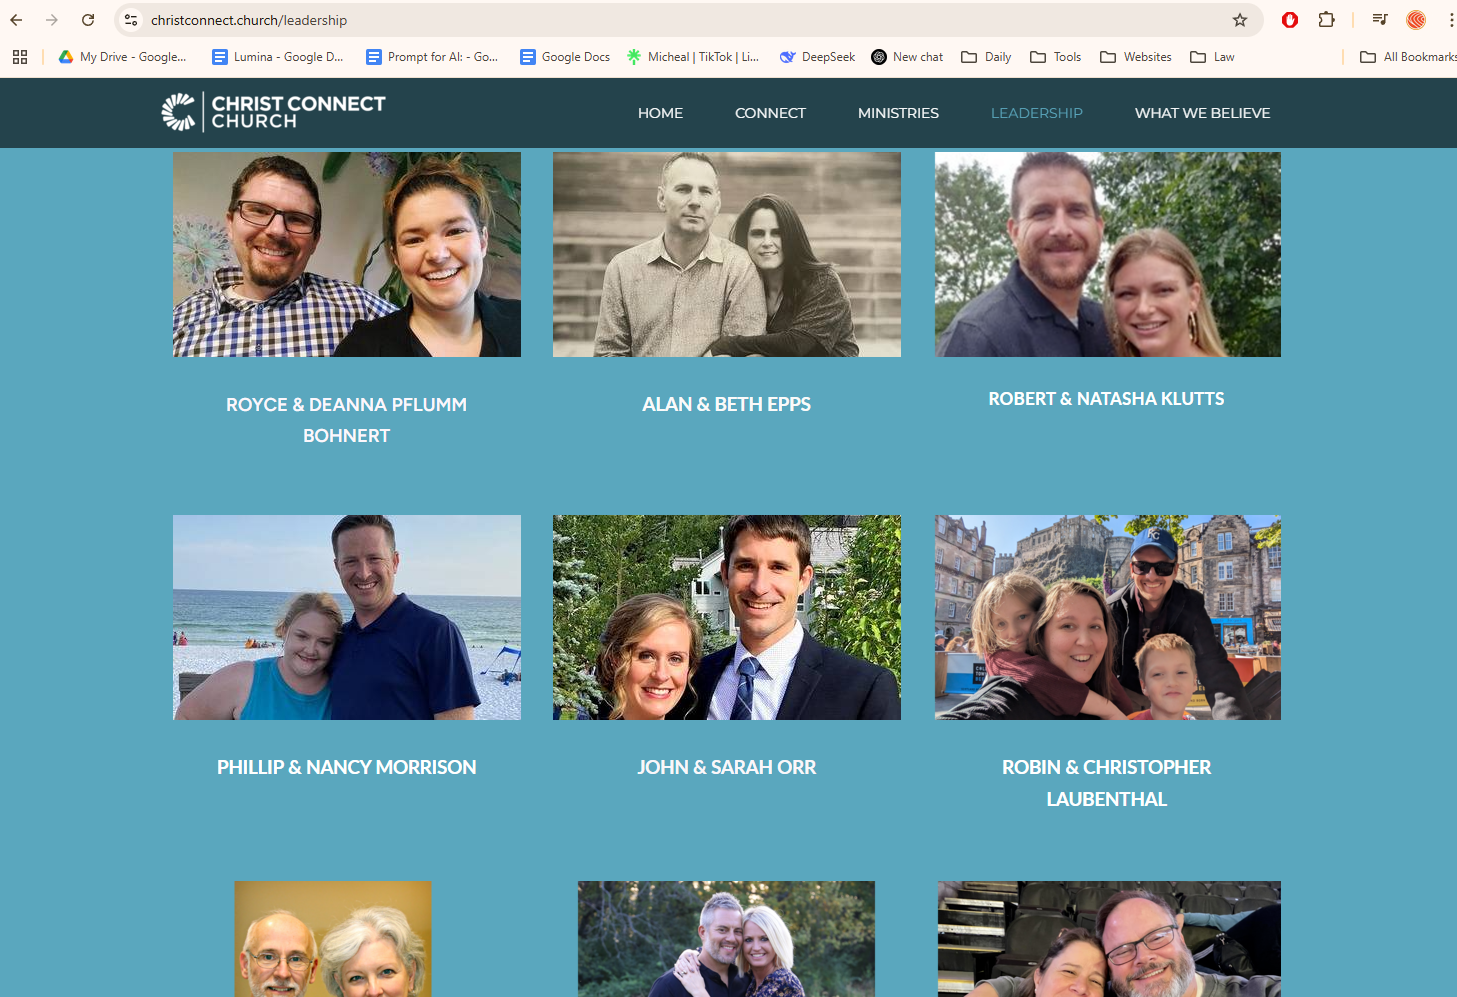 christconnect.church/leadership
My Drive - Google...
Lumina - Google D...
Prompt for AI: - Go...
Google Docs
Micheal | TikTok | Li...
DeepSeek
New chat
Daily
Tools
Websites
Law
All Bookmarks
CHRIST CONNECT
CHURCH
HOME
CONNECT
MINISTRIES
LEADERSHIP
WHAT WE BELIEVE
ROYCE & DEANNA PFLUMM
BOHNERT
ALAN & BETH EPPS
ROBERT & NATASHA KLUTTS
KC
PHILLIP & NANCY MORRISON
JOHN & SARAH ORR
ROBIN & CHRISTOPHER
LAUBENTHAL